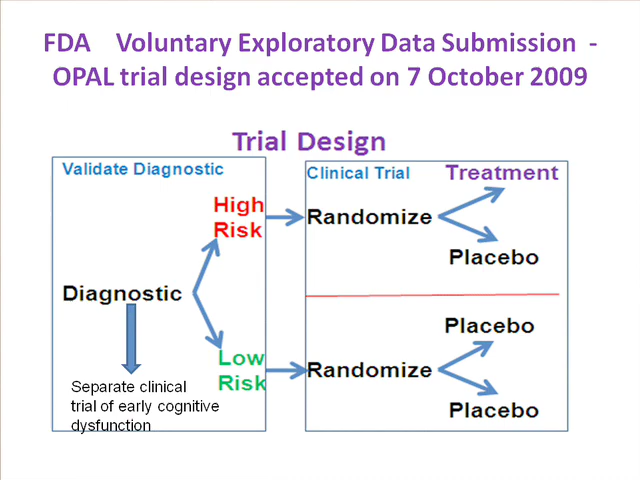 FDA Voluntary Exploratory Data Submission -
OPAL trial design accepted on 7 October 2009
Trial Design
Validate Diagnostic
High
Risk
Diagnostic
Low
Risk
Separate clinical
trial of early cognitive
dysfunction
Clinical Trial
Treatment
Randomize
Placebo
Placebo
Randomize
Placebo